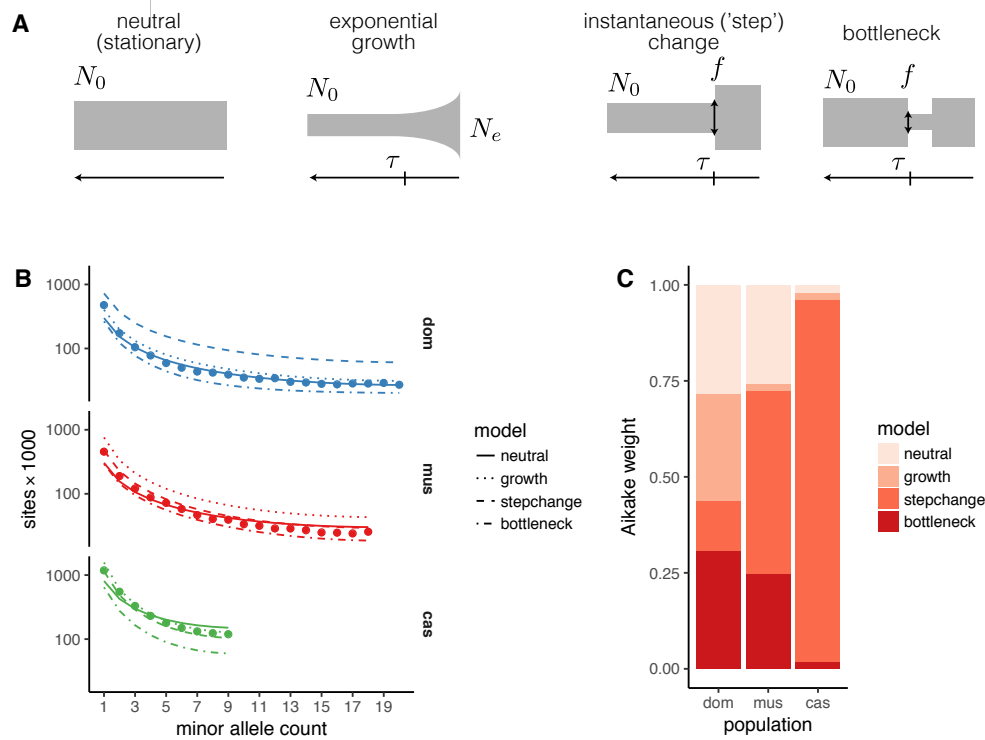 A
neutral
(stationary)
exponential
growth
instantaneous ('step')
change
bottleneck
N0
N0
Ne
τ
N0
f
τ
N0
f
τ
B
sites × 1000
1000
100
dom
1000
100
mus
1000
100
cas
1 3 5 7 9 11 13 15 17 19
minor allele count
model
neutral
growth
stepchange
bottleneck
C
Aikake weight
1.00
0.75
0.50
0.25
0.00
dom mus cas
population
model
neutral
growth
stepchange
bottleneck